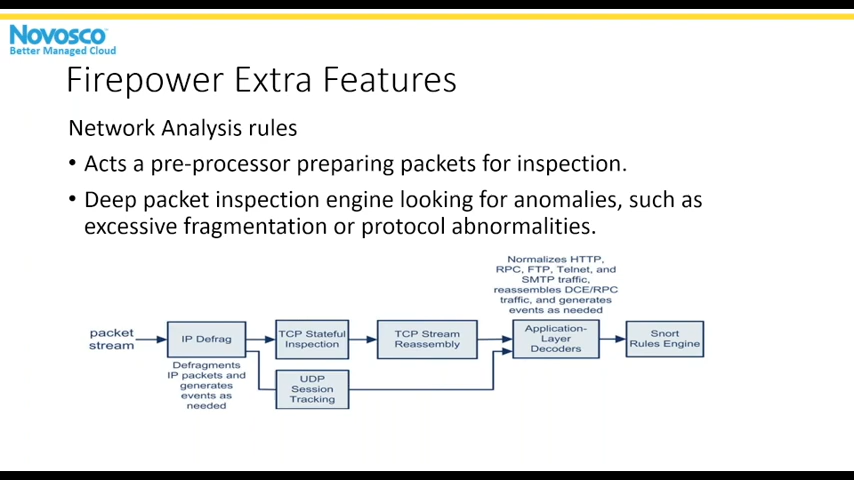 Novosco
Better Managed Cloud
Firepower Extra Features
Network Analysis rules
• Acts a pre-processor preparing packets for inspection.
• Deep packet inspection engine looking for anomalies, such as
excessive fragmentation or protocol abnormalities.
Normalizes HTTP,
RPC, FTP, Telnet, and
SMTP traffic,
reassembles DCE/RPC
traffic, and generates
events as needed
packet
stream
IP Defrag
TCP Stateful
Inspection
TCP Stream
Reassembly
Application-
Layer
Decoders
Snort
Rules Engine
Defragments
IP packets and
generates
events as
needed
UDP
Session
Tracking